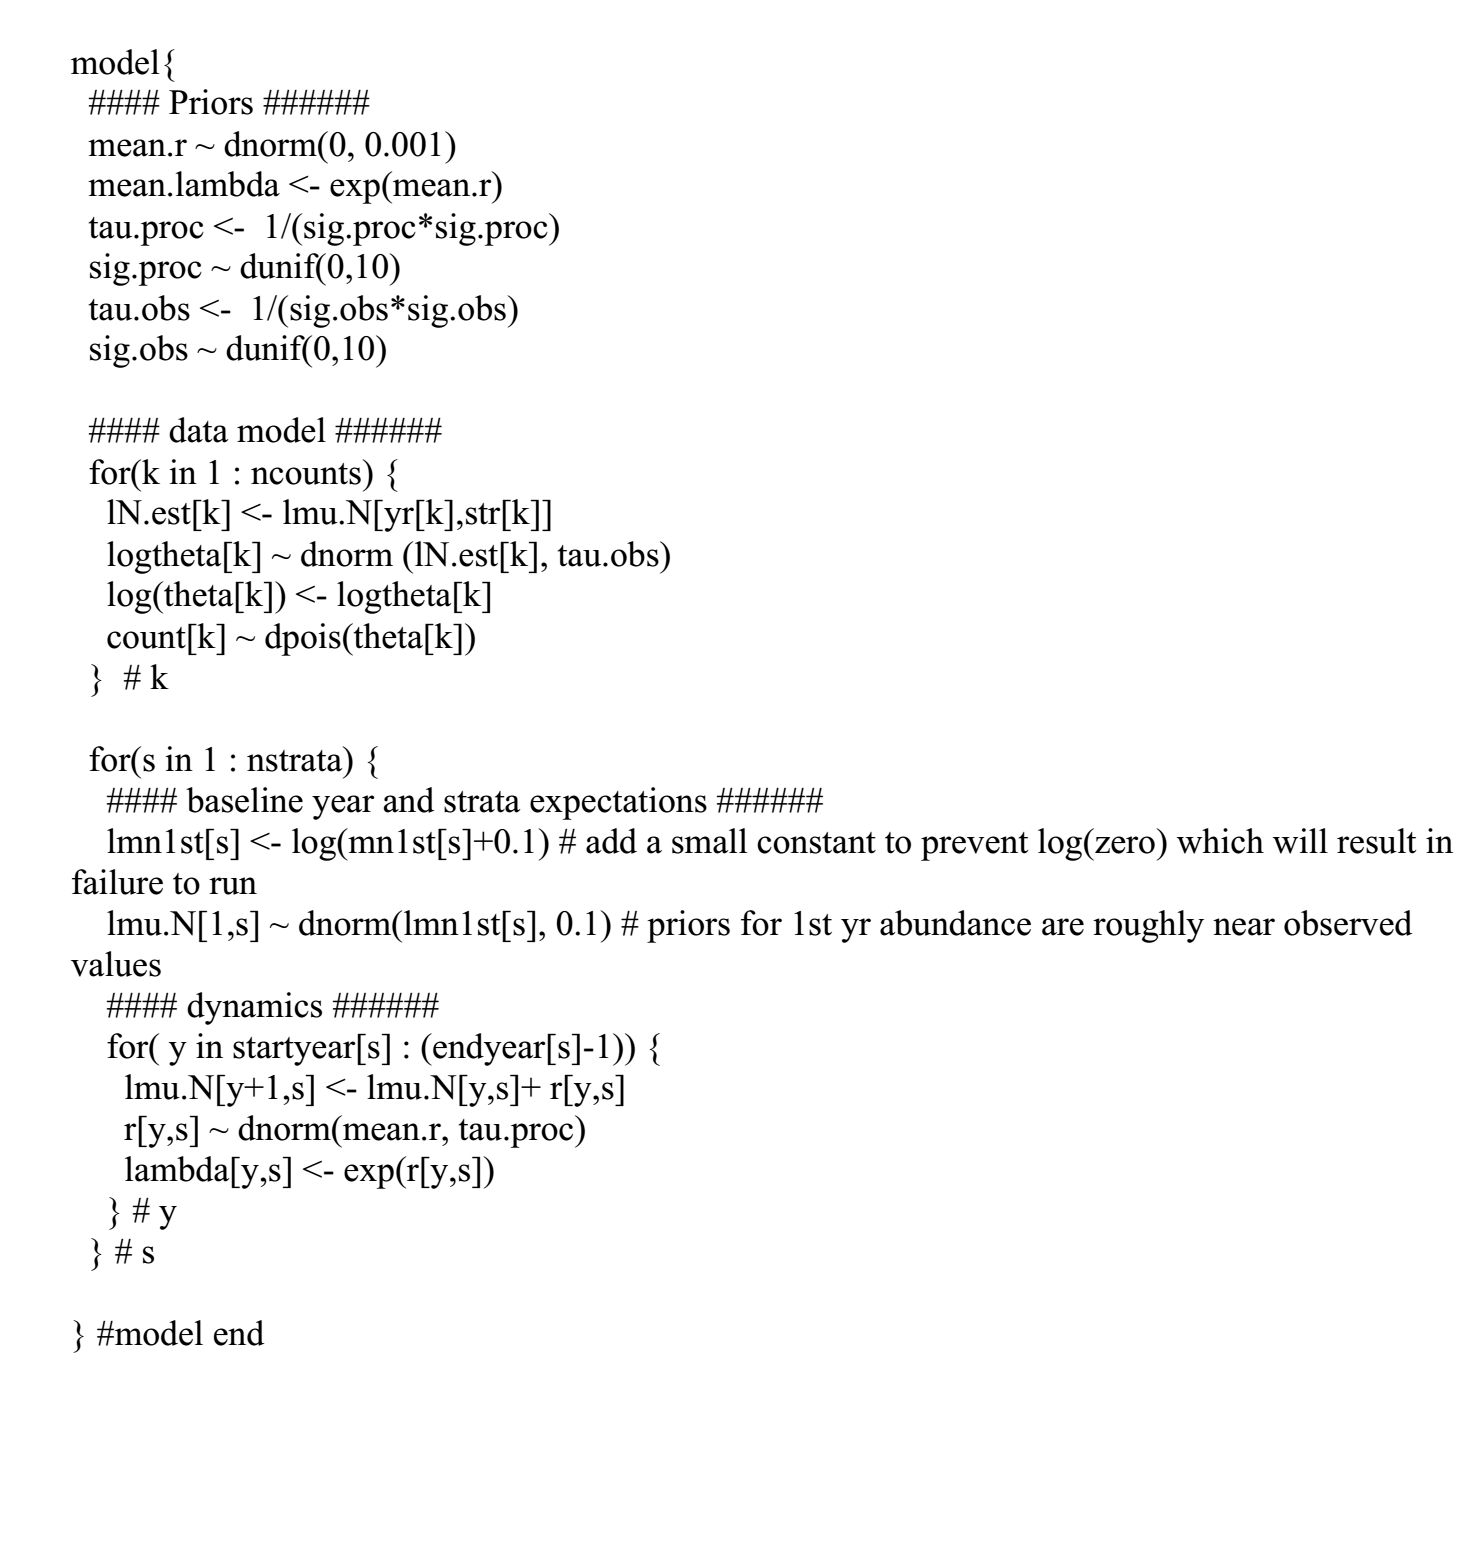 model{
#### Priors ######
mean.r ~ dnorm(0, 0.001)
mean.lambda <- exp(mean.r)
tau.proc <-  1/(sig.proc*sig.proc)
sig.proc ~ dunif(0,10)
tau.obs <-  1/(sig.obs*sig.obs)
sig.obs ~ dunif(0,10)
#### data model ######
for(k in 1 : ncounts) {
lN.est[k] <- lmu.N[yr[k],str[k]]
logtheta[k] ~ dnorm (lN.est[k], tau.obs)
log(theta[k]) <- logtheta[k]
count[k] ~ dpois(theta[k])
}  # k
for(s in 1 : nstrata) {
#### baseline year and strata expectations ######
lmn1st[s] <- log(mn1st[s]+0.1) # add a small constant to prevent log(zero) which will result in
failure to run
lmu.N[1,s] ~ dnorm(lmn1st[s], 0.1) # priors for 1st yr abundance are roughly near observed
values
#### dynamics ######
for( y in startyear[s] : (endyear[s]-1)) {
lmu.N[y+1,s] <- lmu.N[y,s]+ r[y,s]
r[y,s] ~ dnorm(mean.r, tau.proc)
lambda[y,s] <- exp(r[y,s])
} # y
} # s
} #model end